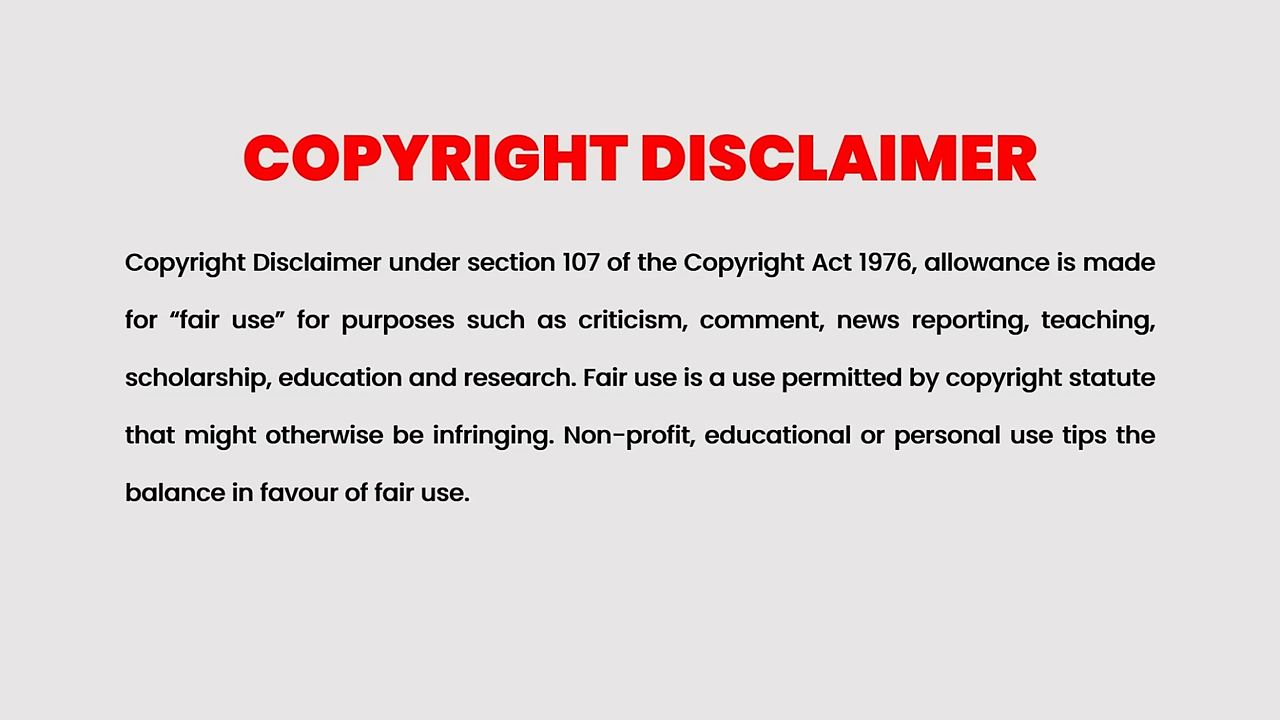 COPYRIGHT DISCLAIMER
Copyright Disclaimer under section 107 of the Copyright Act 1976, allowance is made
for “fair use” for purposes such as criticism, comment, news reporting, teaching,
scholarship, education and research. Fair use is a use permitted by copyright statute
that might otherwise be infringing. Non-profit, educational or personal use tips the
balance in favour of fair use.